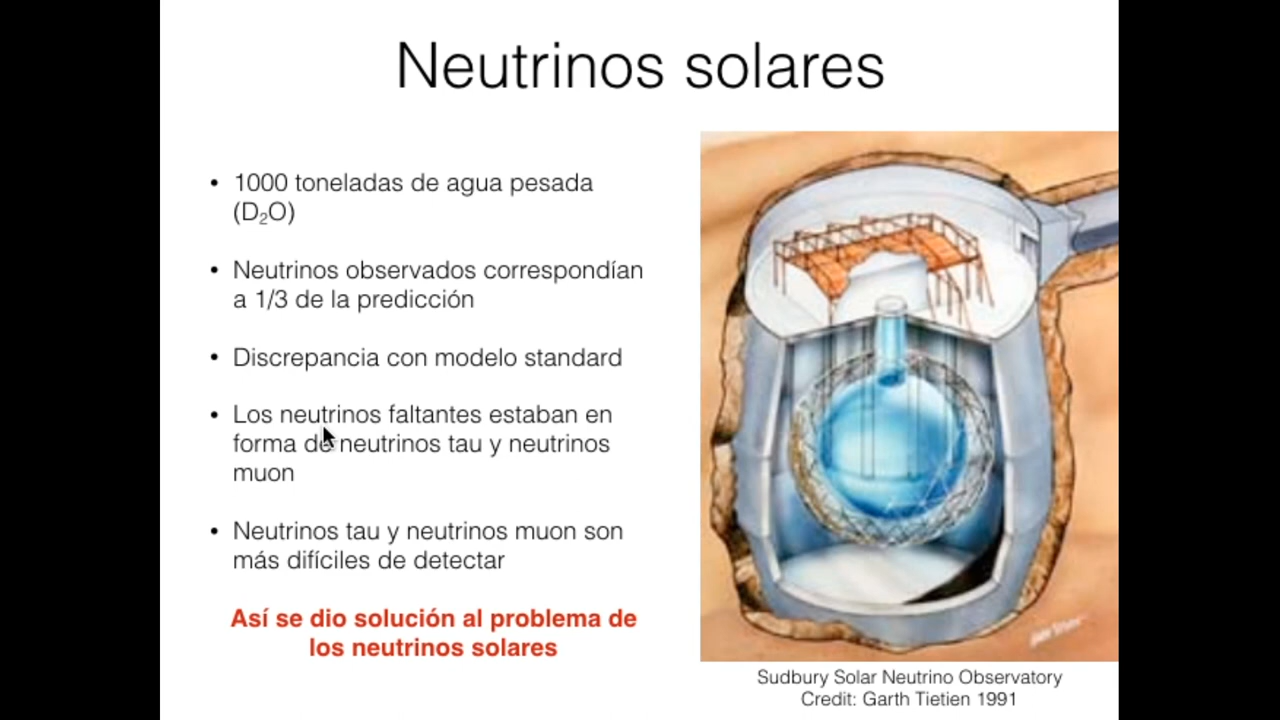 Neutrinos solares
• 1000 toneladas de agua pesada
(D₂O)
• Neutrinos observados correspondían
a 1/3 de la predicción
• Discrepancia con modelo standard
• Los neutrinos faltantes estaban en
forma de neutrinos tau y neutrinos
muon
• Neutrinos tau y neutrinos muon son
más difíciles de detectar
Así se dio solución al problema de
los neutrinos solares
Sudbury Solar Neutrino Observatory
Credit: Garth Tietien 1991